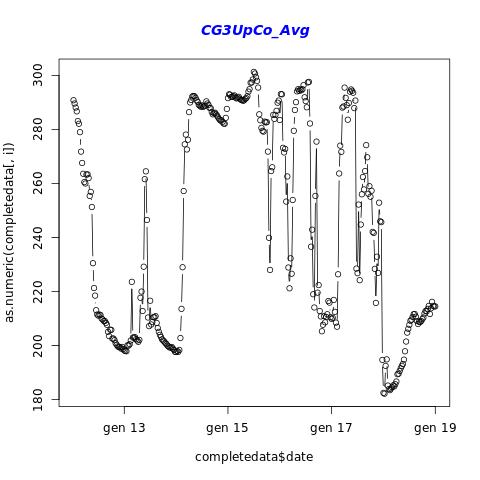 CG3UpCo_Avg
as.numeric(completedata[, i])
300
280
260
240
220
200
180
gen 13
gen 15
gen 17
gen 19
completedata$date